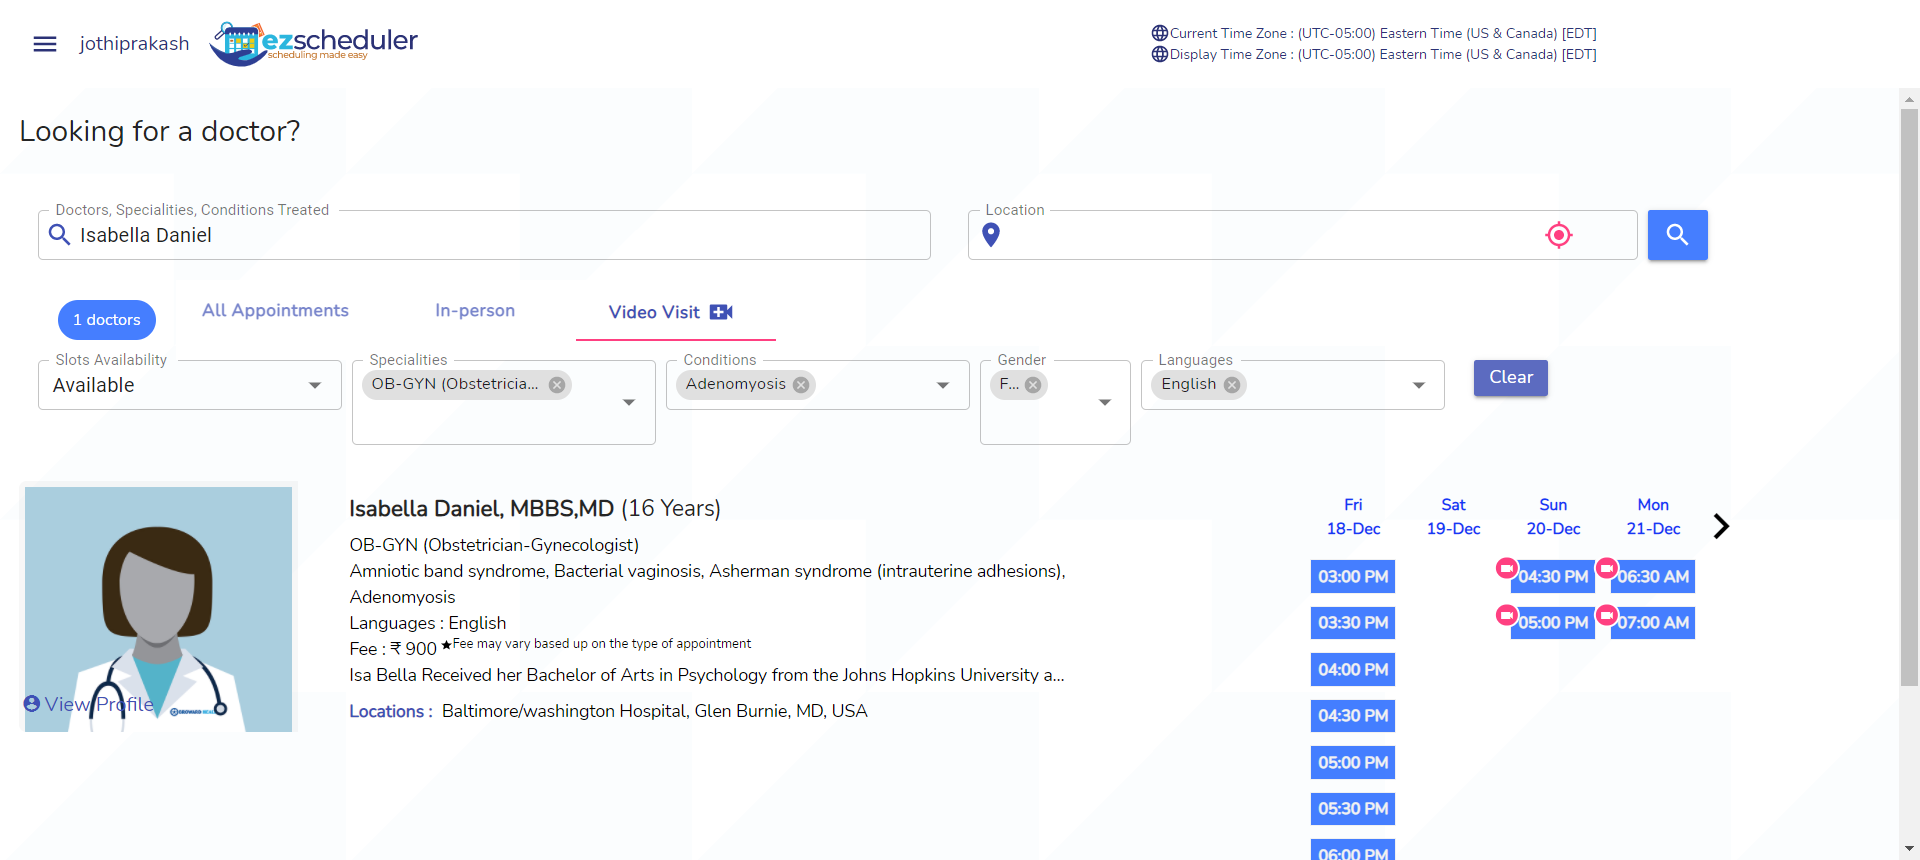 jothiprakash
ezscheduler
scheduling made easy
Current Time Zone : (UTC-05:00) Eastern Time (US & Canada) [EDT]
Display Time Zone : (UTC-05:00) Eastern Time (US & Canada) [EDT]
Looking for a doctor?
Doctors, Specialities, Conditions Treated
Isabella Daniel
Location
1 doctors
All Appointments
In-person
Video Visit
Slots Availability
Available
Specialities
OB-GYN (Obstetricia...
Conditions
Adenomyosis
Gender
F...
Languages
English
Clear
Isabella Daniel, MBBS,MD (16 Years)
OB-GYN (Obstetrician-Gynecologist)
Amniotic band syndrome, Bacterial vaginosis, Asherman syndrome (intrauterine adhesions),
Adenomyosis
Languages : English
Fee : ₹ 900 ★Fee may vary based up on the type of appointment
Isa Bella Received her Bachelor of Arts in Psychology from the Johns Hopkins University a...
Locations : Baltimore/washington Hospital, Glen Burnie, MD, USA
View Profile
Fri Sat Sun Mon
18-Dec 19-Dec 20-Dec 21-Dec
03:00 PM 04:30 PM 06:30 AM
03:30 PM 05:00 PM 07:00 AM
04:00 PM
04:30 PM
05:00 PM
05:30 PM
06:00 PM